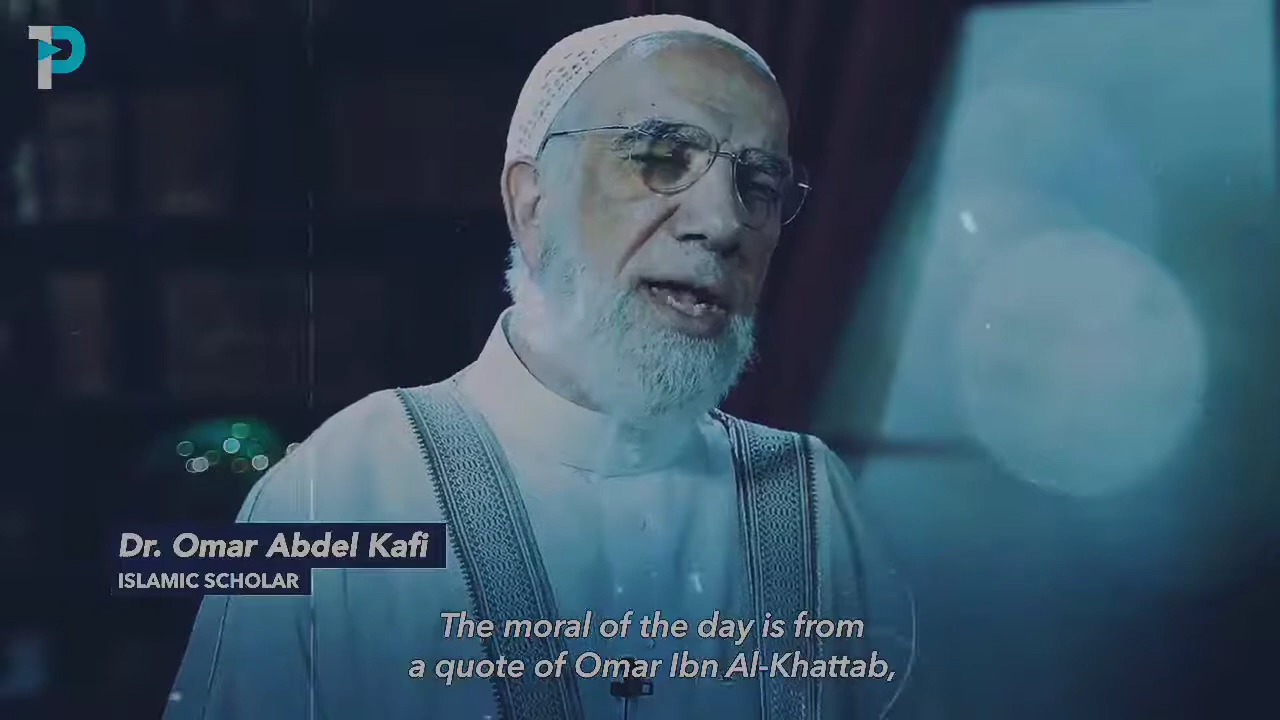 Dr. Omar Abdel Kafi
ISLAMIC SCHOLAR
The moral of the day is from
a quote of Omar Ibn Al-Khattab,